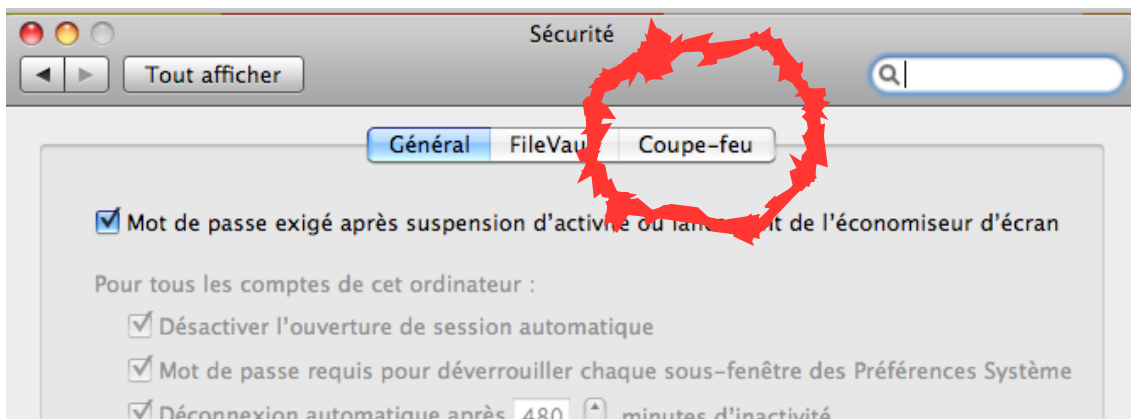 Sécurité
Tout afficher
Général FileVau Coupe-feu
Mot de passe exigé après suspension d'activité ou de l'économiseur d'écran
Pour tous les comptes de cet ordinateur :
Désactiver l'ouverture de session automatique
Mot de passe requis pour déverrouiller chaque sous-fenêtre des Préférences Système
Déconnexion automatique après 480 minutes d'inactivité